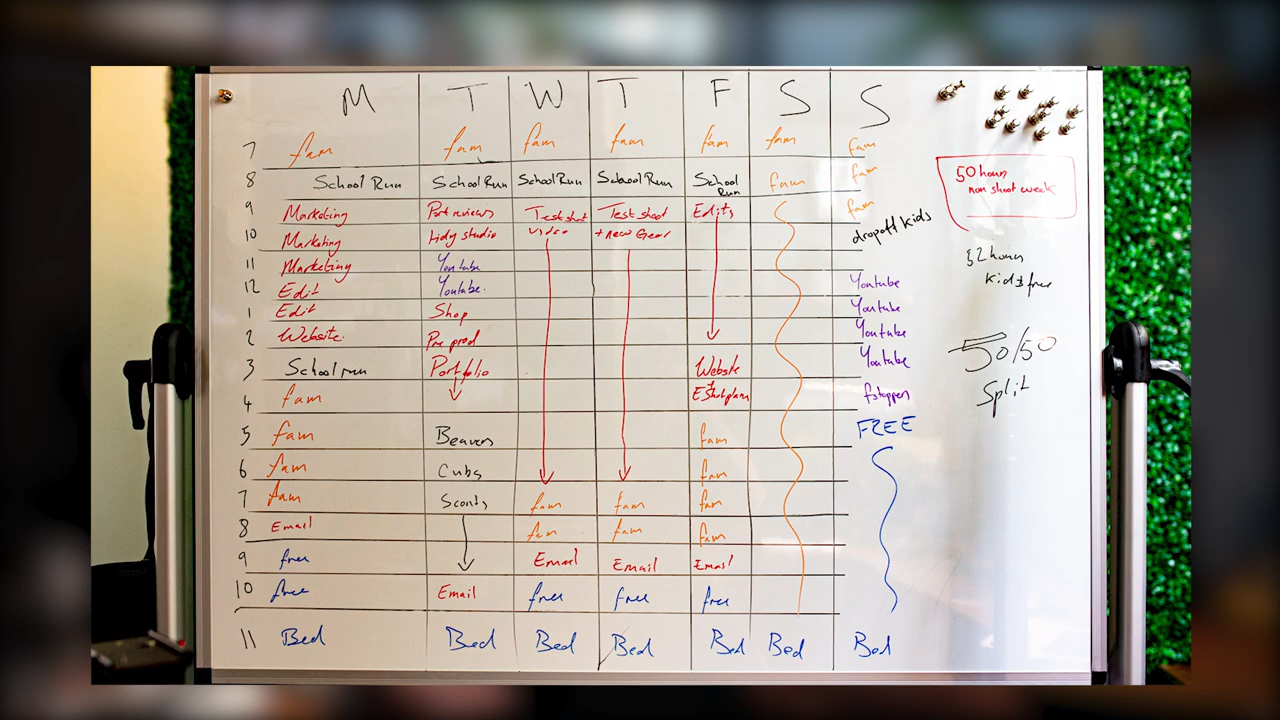 M T W T F S S
7 fam fam fam fam fam fam fam
8 School Run School Run School Run School Run School Run fam fam
9 Marketing Port reviews Test shoot Test shoot Edits fam
10 Marketing tidy studio video + new Gear dropoff kids
11 Marketing Youtube
12 Edit Youtube Youtube
1 Edit Shop Youtube
2 Website Pre prod Youtube
3 School run Portfolio Website Youtube
4 fam + fstoppers
5 fam Beavers fam FREE
6 fam Cubs fam
7 fam Scouts fam fam fam
8 Email fam fam fam
9 free Email Email Email
10 free Email free free free
11 Bed Bed Bed Bed Bed Bed Bed
50 hours
non shoot week
52 hours
kids free
50/50
Split